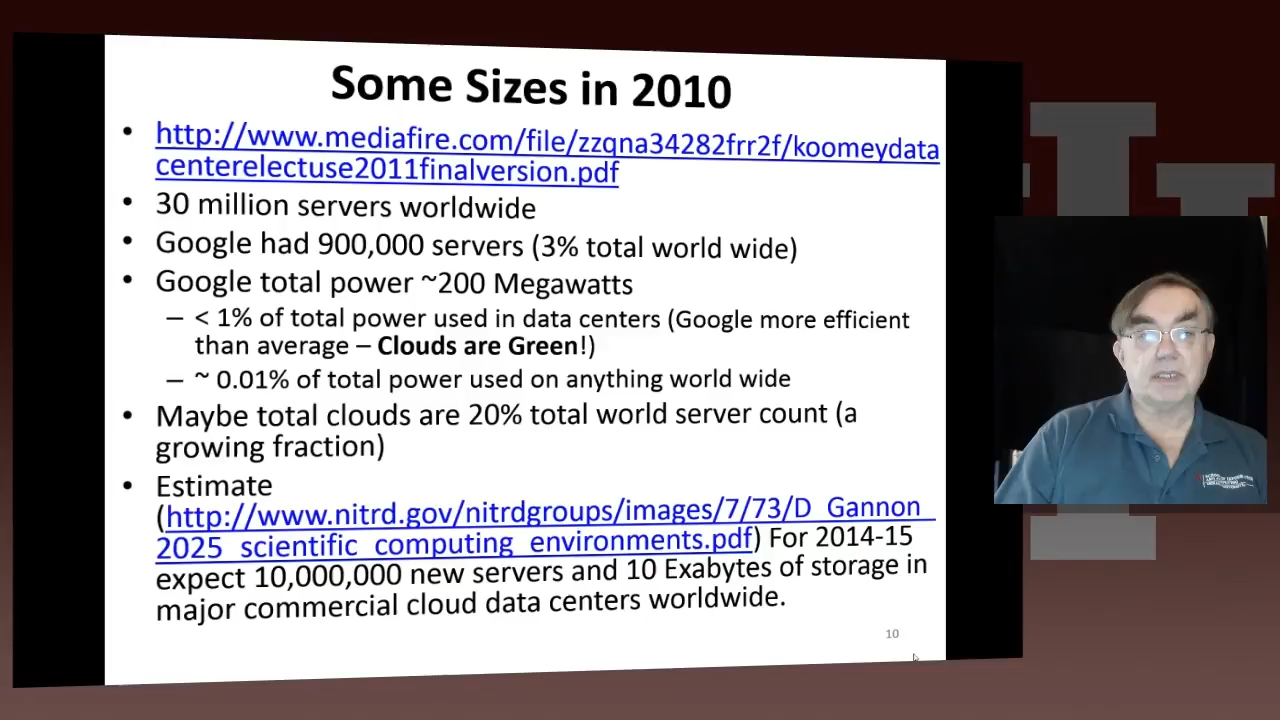 Some Sizes in 2010
• http://www.mediafire.com/file/zzqna34282frr2f/koomeydata
centerelectuse2011finalversion.pdf
• 30 million servers worldwide
• Google had 900,000 servers (3% total world wide)
• Google total power ~200 Megawatts
– < 1% of total power used in data centers (Google more efficient
than average – Clouds are Green!)
– ~ 0.01% of total power used on anything world wide
• Maybe total clouds are 20% total world server count (a
growing fraction)
• Estimate
(http://www.nitrd.gov/nitrdgroups/images/7/73/D_Gannon_
2025_scientific_computing_environments.pdf) For 2014-15
expect 10,000,000 new servers and 10 Exabytes of storage in
major commercial cloud data centers worldwide.
10